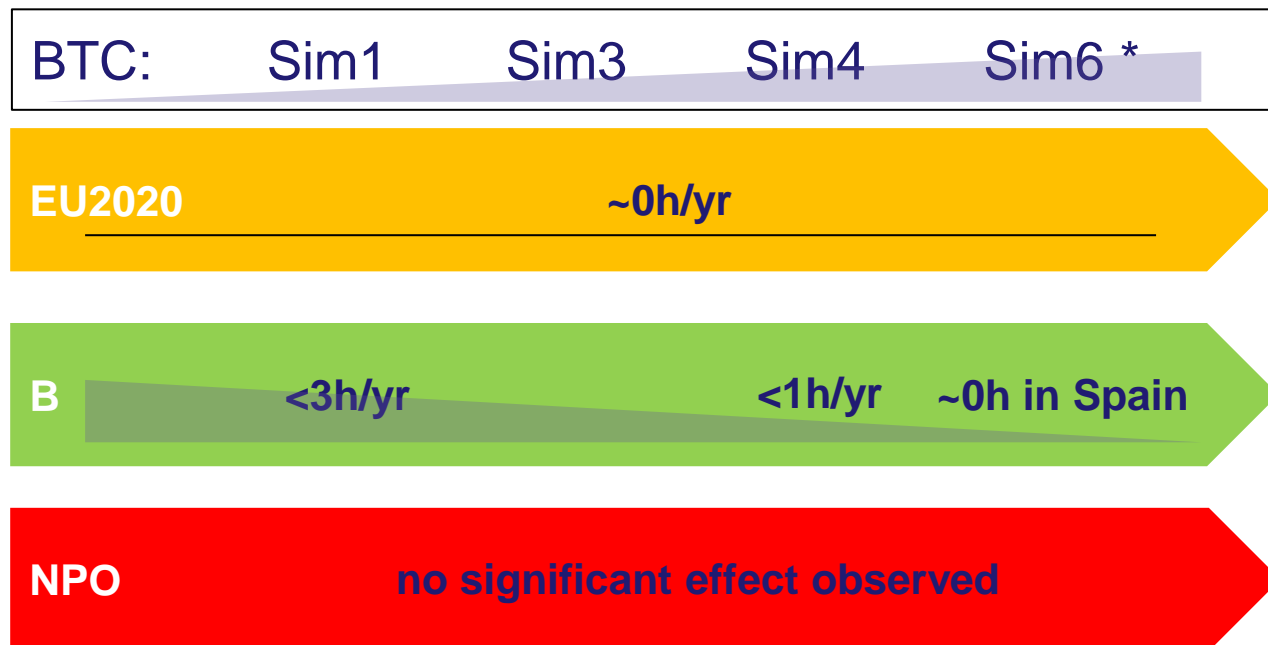 BTC: Sim1 Sim3 Sim4 Sim6 *
EU2020 ~0h/yr
B <3h/yr <1h/yr ~0h in Spain
NPO no significant effect observed